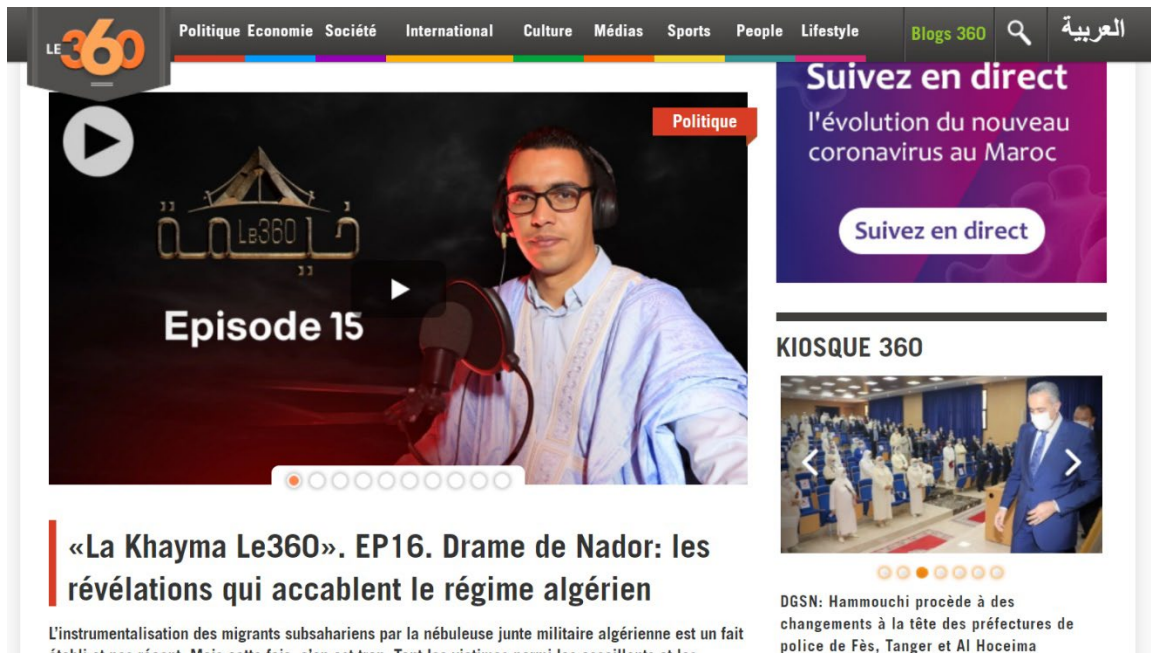 LE 360
Politique Economie Société International Culture Médias Sports People Lifestyle
Blogs 360
العربية
Politique
خيمة
Le360
Episode 15
«La Khayma Le360». EP16. Drame de Nador: les
révélations qui accablent le régime algérien
L'instrumentalisation des migrants subsahariens par la nébuleuse junte militaire algérienne est un fait
Suivez en direct
l'évolution du nouveau
coronavirus au Maroc
Suivez en direct
KIOSQUE 360
DGSN: Hammouchi procède à des
changements à la tête des préfectures de
police de Fès, Tanger et Al Hoceima